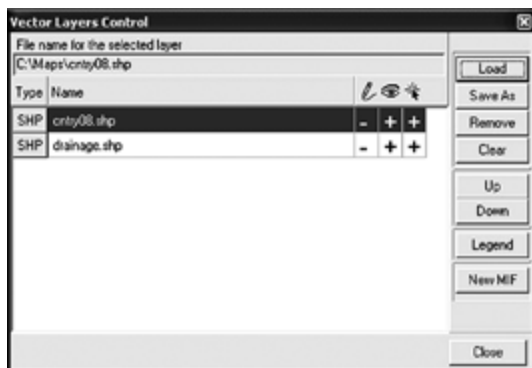 Vector Layers Control
File name for the selected layer
C:\Maps\cntry08.shp
Type Name
SHP cntry08.shp - + +
SHP drainage.shp - + +
Load
Save As
Remove
Clear
Up
Down
Legend
New MIF
Close